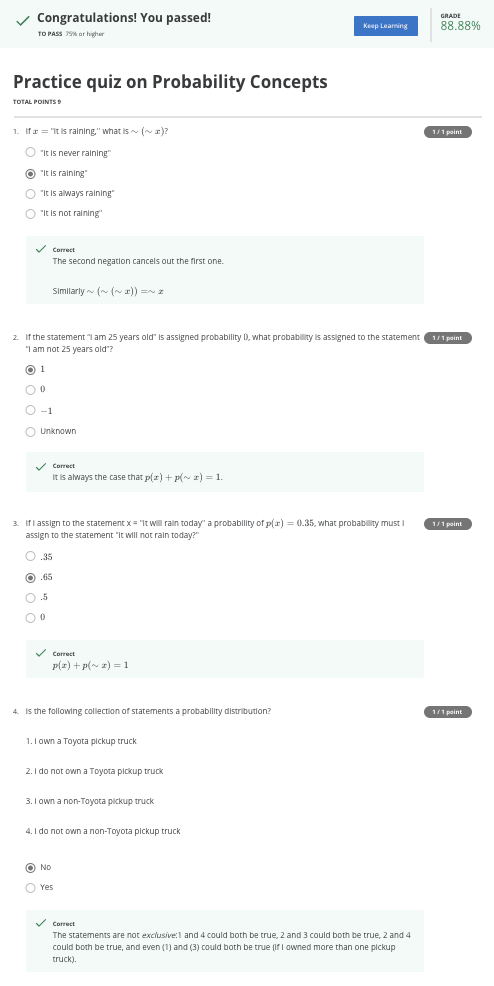 Congratulations! You passed!
TO PASS 75% or higher
Keep Learning
GRADE
88.88%
Practice quiz on Probability Concepts
TOTAL POINTS 9
1. If x = "It is raining," what is ∼ (∼ x)?
1 / 1 point
"It is never raining"
"It is raining"
"It is always raining"
"It is not raining"
Correct
The second negation cancels out the first one.
Similarly ∼ (∼ (∼ x)) =∼ x
2. If the statement "I am 25 years old" is assigned probability 0, what probability is assigned to the statement
1 / 1 point
"I am not 25 years old"?
1
0
−1
Unknown
Correct
It is always the case that p(x) + p(∼ x) = 1.
3. If I assign to the statement x = "it will rain today" a probability of p(x) = 0.35, what probability must I
1 / 1 point
assign to the statement "it will not rain today?"
.35
.65
.5
0
Correct
p(x) + p(∼ x) = 1
4. Is the following collection of statements a probability distribution?
1 / 1 point
1. I own a Toyota pickup truck
2. I do not own a Toyota pickup truck
3. I own a non-Toyota pickup truck
4. I do not own a non-Toyota pickup truck
No
Yes
Correct
The statements are not exclusive:1 and 4 could both be true, 2 and 3 could both be true, 2 and 4
could both be true, and even (1) and (3) could both be true (if I owned more than one pickup
truck).